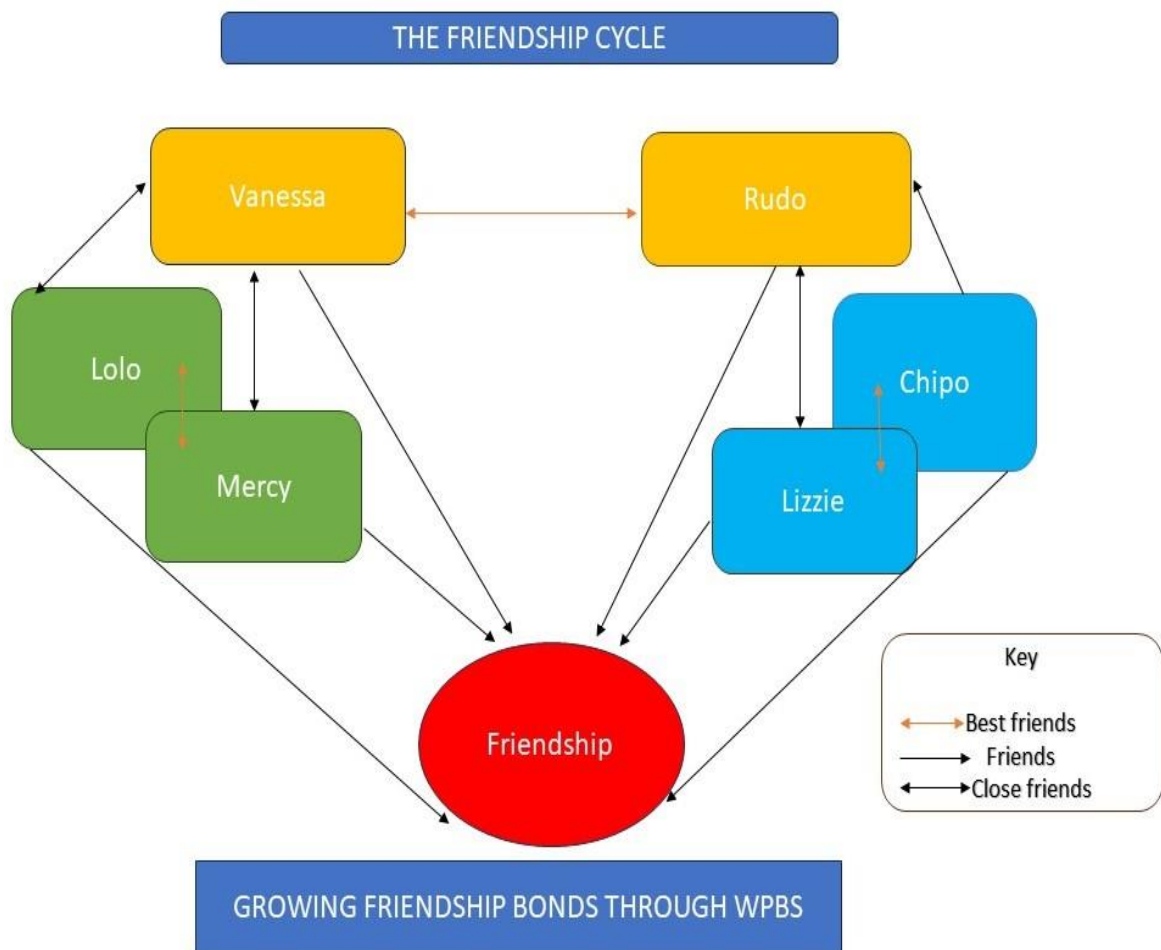 THE FRIENDSHIP CYCLE
Vanessa
Rudo
Lolo
Chipo
Mercy
Lizzie
Friendship
Key
Best friends
Friends
Close friends
GROWING FRIENDSHIP BONDS THROUGH WPBS